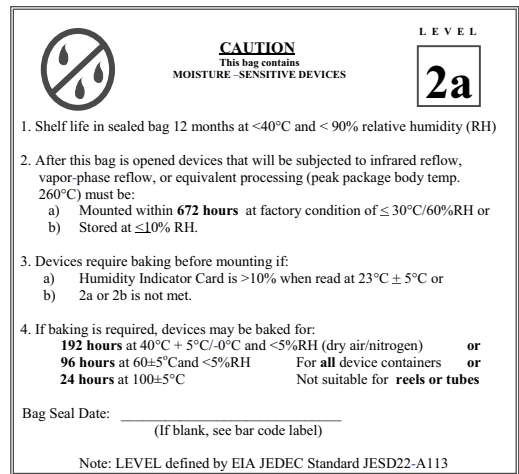 LEVEL
CAUTION
This bag contains
MOISTURE –SENSITIVE DEVICES
2a
1. Shelf life in sealed bag 12 months at <40°C and < 90% relative humidity (RH)
2. After this bag is opened devices that will be subjected to infrared reflow,
vapor-phase reflow, or equivalent processing (peak package body temp.
260°C) must be:
a) Mounted within 672 hours at factory condition of ≤ 30°C/60%RH or
b) Stored at ≤10% RH.
3. Devices require baking before mounting if:
a) Humidity Indicator Card is >10% when read at 23°C ± 5°C or
b) 2a or 2b is not met.
4. If baking is required, devices may be baked for:
192 hours at 40°C + 5°C/-0°C and <5%RH (dry air/nitrogen) or
96 hours at 60±5°Cand <5%RH For all device containers or
24 hours at 100±5°C Not suitable for reels or tubes
Bag Seal Date: ______________________________
(If blank, see bar code label)
Note: LEVEL defined by EIA JEDEC Standard JESD22-A113